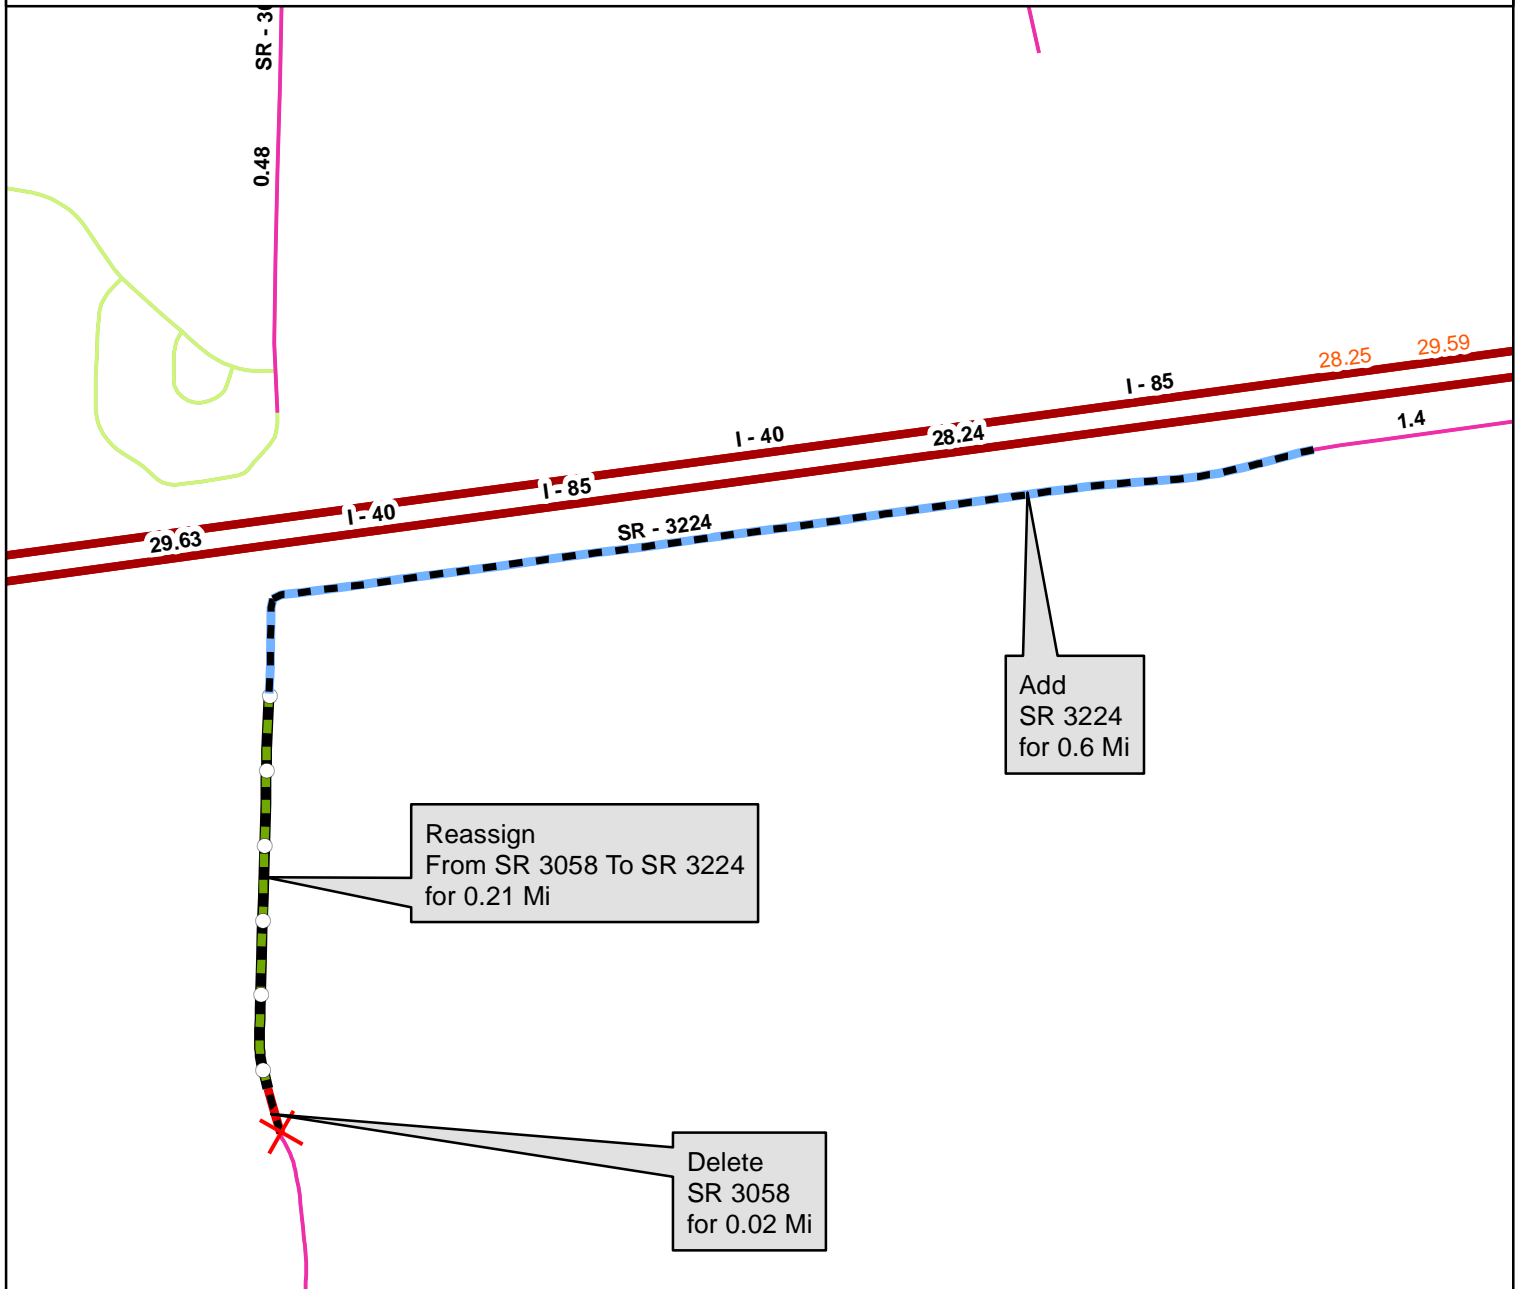 SR - 3
0.48
28.25
29.59
I - 85
1.4
I - 40
28.24
I - 85
I - 40
29.63
SR - 3224
Add
SR 3224
for 0.6 Mi
Reassign
From SR 3058 To SR 3224
for 0.21 Mi
Delete
SR 3058
for 0.02 Mi